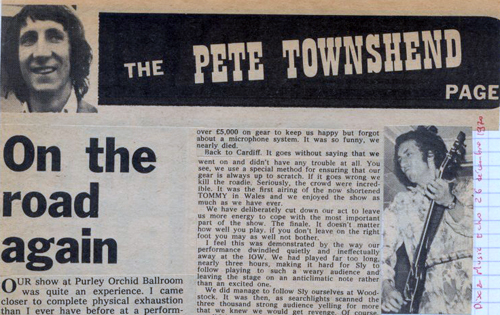 THE PETE TOWNSHEND
PAGE
On the
road
again
OUR show at Purley Orchid Ballroom
was quite an experience. I came
closer to complete physical exhaustion
than I ever have before at a perform-
over £5,000 on gear to keep us happy but forgot
about a microphone system. It was so funny, we
nearly died.
Back to Cardiff. It goes without saying that we
went on and didn't have any trouble at all. You
see, we use a special method for ensuring that our
gear is always up to scratch. If it goes wrong we
kill the roadie. Seriously, the crowd were incred-
ible. It was the first airing of the now shortened
TOMMY in Wales and we enjoyed the show as
much as we have ever.
We have deliberately cut down our act to leave
us more energy to cope with the most important
part of the show. The finale. It doesn't matter
how well you play, if you don't leave on the right
foot you may as well not bother.
I feel this was demonstrated by the way our
performance dwindled quietly and ineffectually
away at the IOW. We had played far too long,
nearly three hours, making it hard for Sly to
follow playing to such a weary audience and
leaving the stage on an anticlimatic note rather
than an excited one.
We did manage to follow Sly ourselves at Wood-
stock. It was then, as searchlights scanned the
three thousand strong audience yelling for more
that we knew we would get revenge. Of course,
Disc & Music Echo 26 1970